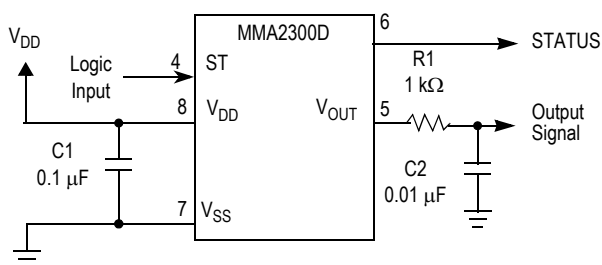 V_DD
Logic
Input
4
ST
MMA2300D
6
STATUS
R1
1 kΩ
8
V_DD
V_OUT
5
Output
Signal
C1
0.1 μF
C2
0.01 μF
7
V_SS